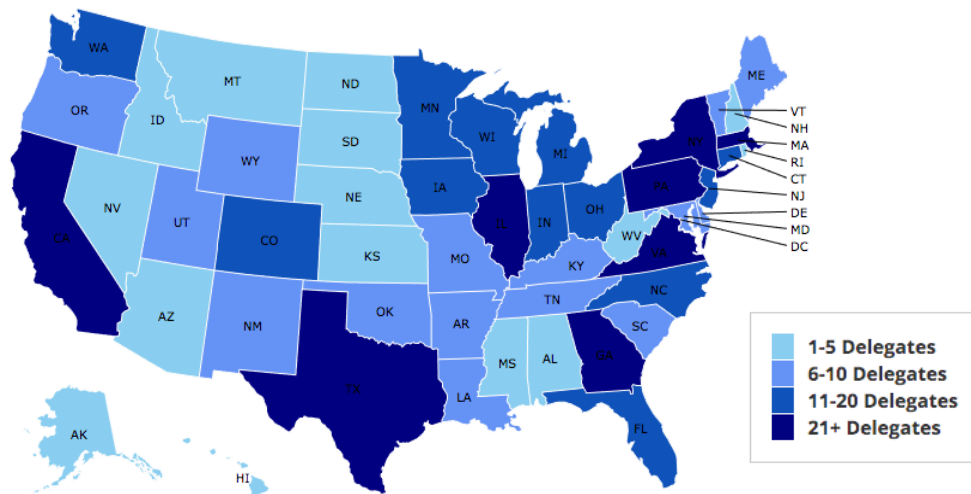 WA
MT
ND
MN
ME
OR
ID
SD
WI
MI
NY
VT
NH
MA
RI
CT
NJ
DE
MD
DC
WY
NE
IA
PA
NV
UT
CO
IL
IN
OH
WV
VA
CA
KS
MO
KY
NC
AZ
NM
OK
AR
TN
SC
TX
LA
MS
AL
GA
FL
AK
HI
1-5 Delegates
6-10 Delegates
11-20 Delegates
21+ Delegates